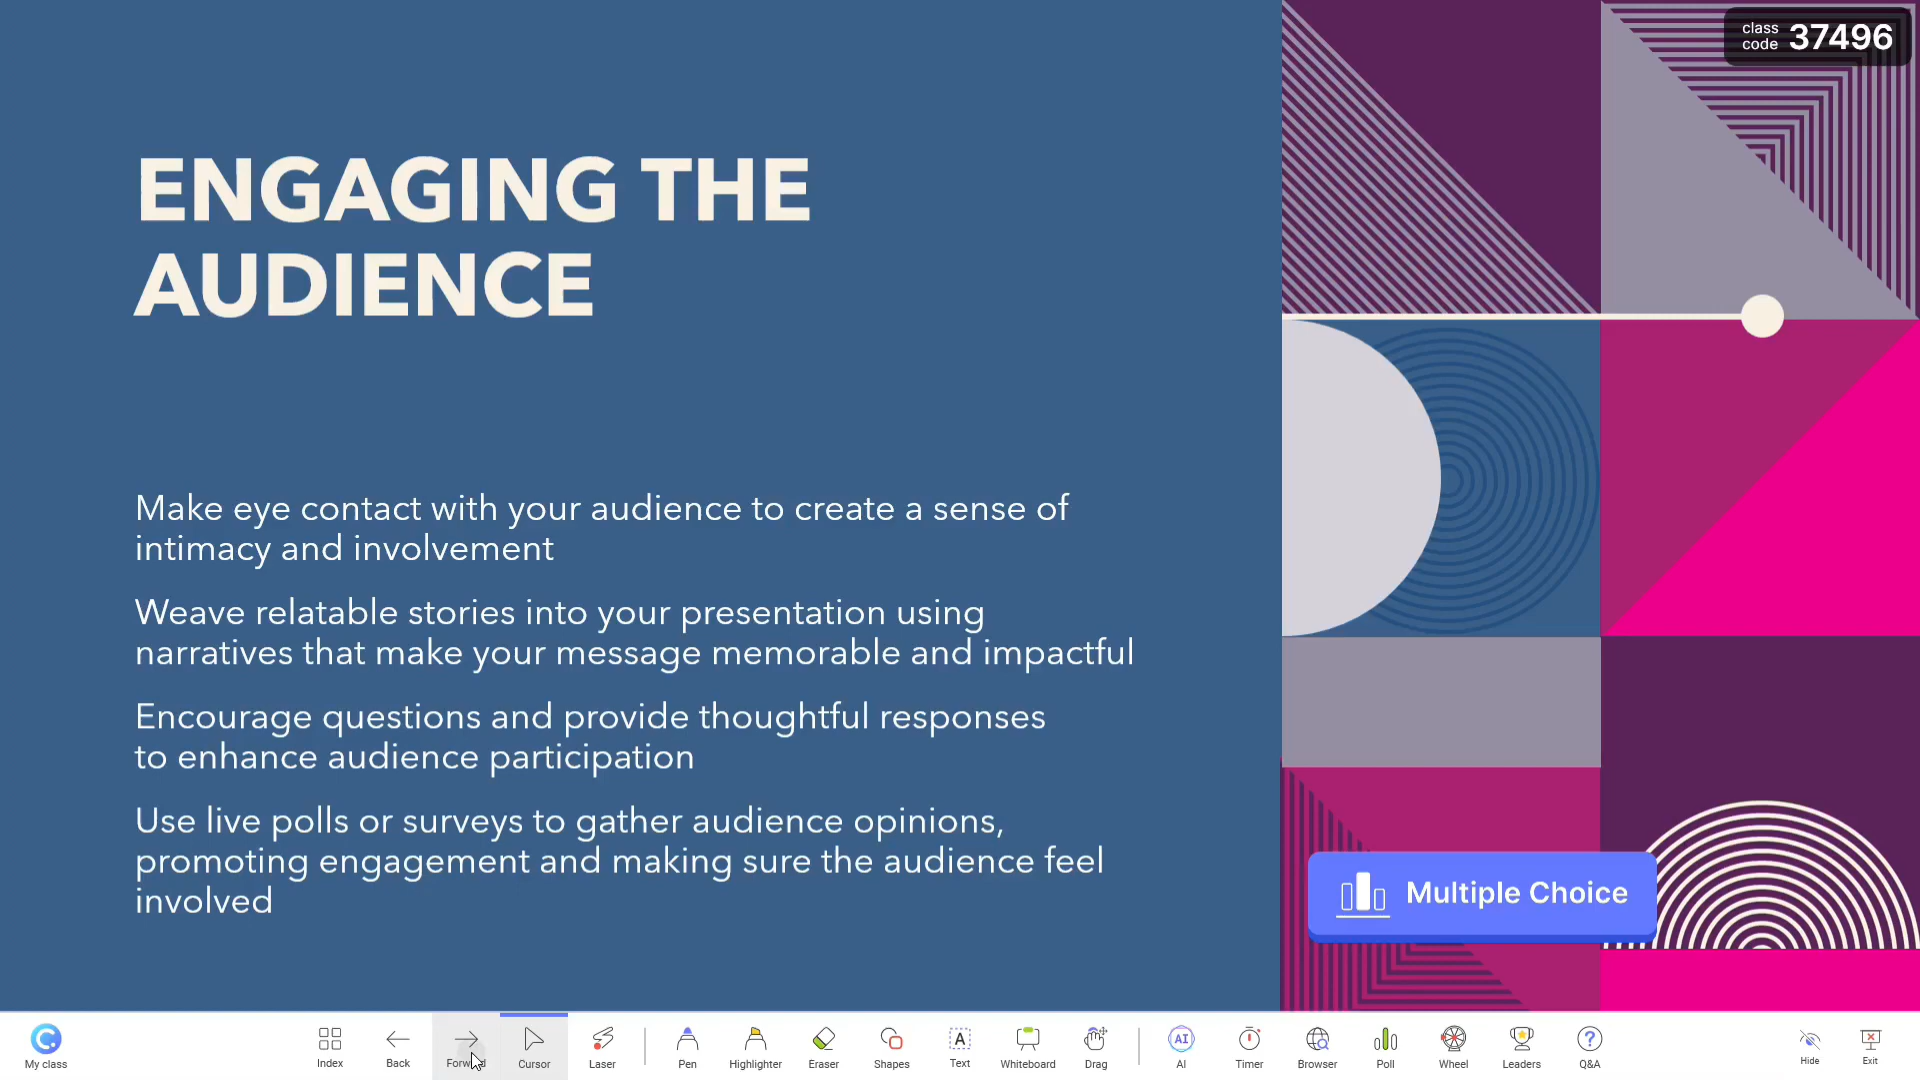 class
code 37496
ENGAGING THE
AUDIENCE
Make eye contact with your audience to create a sense of
intimacy and involvement
Weave relatable stories into your presentation using
narratives that make your message memorable and impactful
Encourage questions and provide thoughtful responses
to enhance audience participation
Use live polls or surveys to gather audience opinions,
promoting engagement and making sure the audience feel
involved
Multiple Choice
My class
Index
Back
Cursor
Laser
Pen
Highlighter
Eraser
Shapes
A
Text
Whiteboard
Drag
AI
AI
Timer
Browser
Poll
Wheel
Leaders
?
Q&A
Hide
Exit